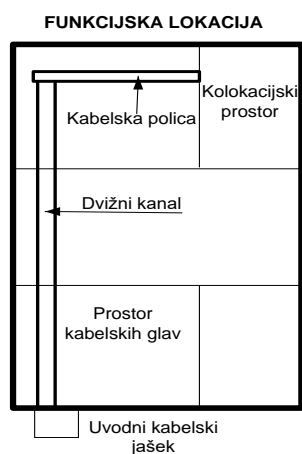 FUNKCIJSKA LOKACIJA
Kolokacijski
prostor
Kabelska polica
Dvižni kanal
Prostor
kabelskih glav
Uvodni kabelski
jašek